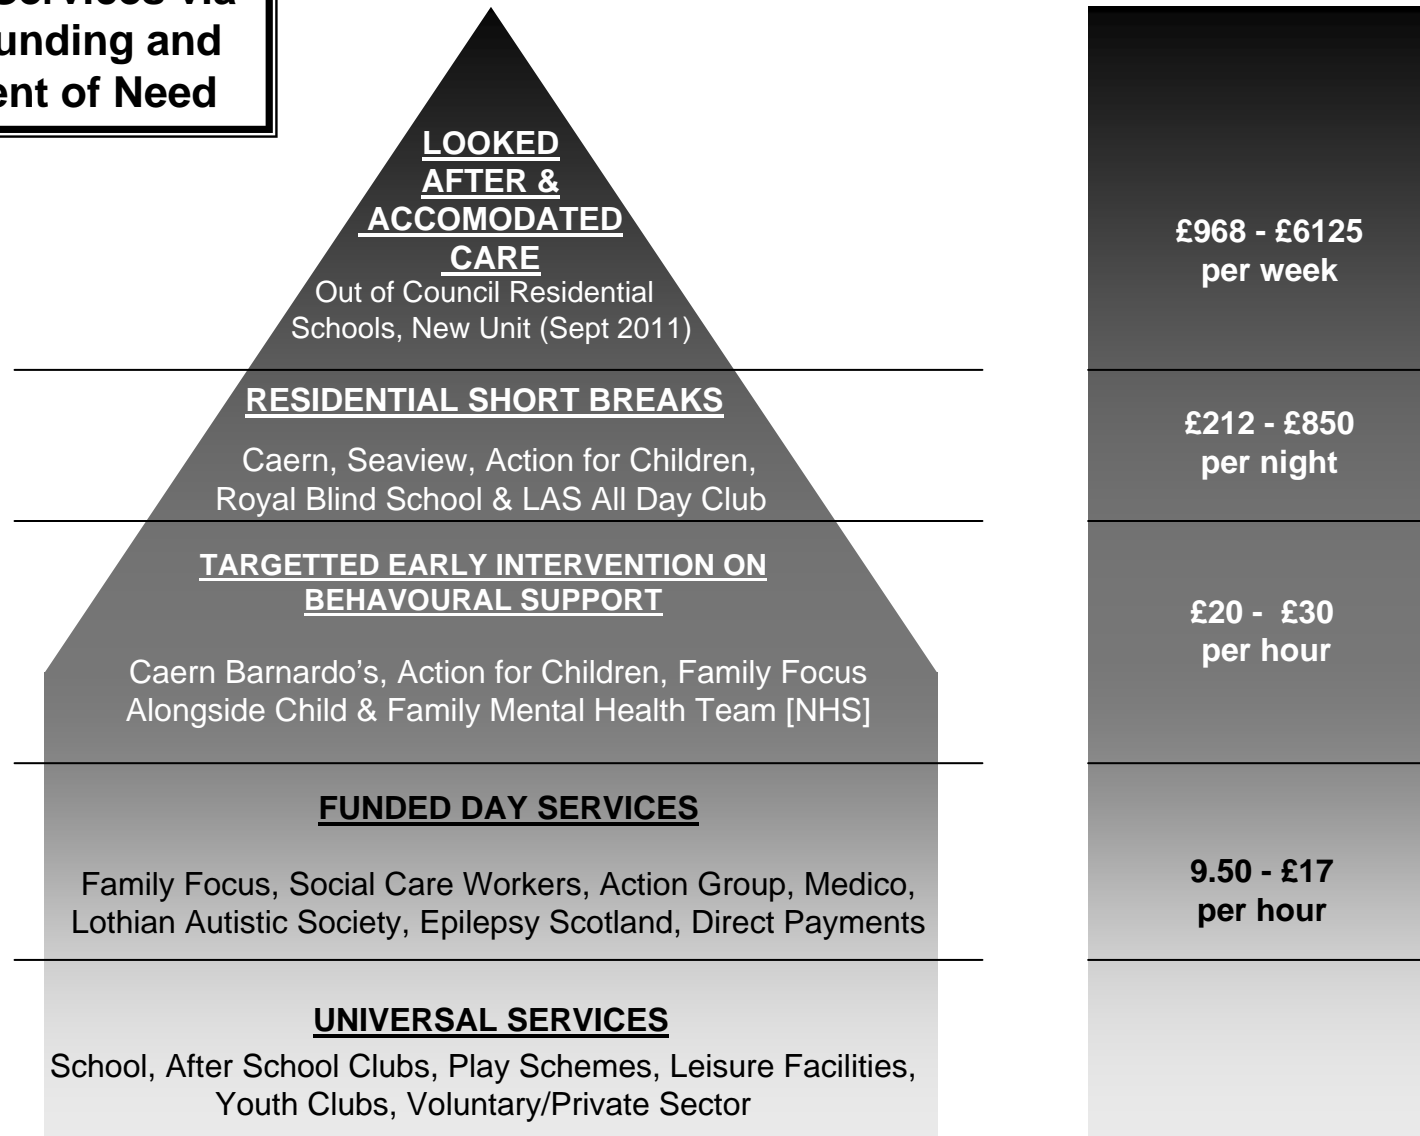 Services via
unding and
ent of Need
LOOKED
AFTER &
ACCOMODATED
CARE
Out of Council Residential
Schools, New Unit (Sept 2011)
£968 - £6125
per week
RESIDENTIAL SHORT BREAKS
Caern, Seaview, Action for Children,
Royal Blind School & LAS All Day Club
£212 - £850
per night
TARGETTED EARLY INTERVENTION ON
BEHAVOURAL SUPPORT
Caern Barnardo’s, Action for Children, Family Focus
Alongside Child & Family Mental Health Team [NHS]
£20 - £30
per hour
FUNDED DAY SERVICES
Family Focus, Social Care Workers, Action Group, Medico,
Lothian Autistic Society, Epilepsy Scotland, Direct Payments
9.50 - £17
per hour
UNIVERSAL SERVICES
School, After School Clubs, Play Schemes, Leisure Facilities,
Youth Clubs, Voluntary/Private Sector